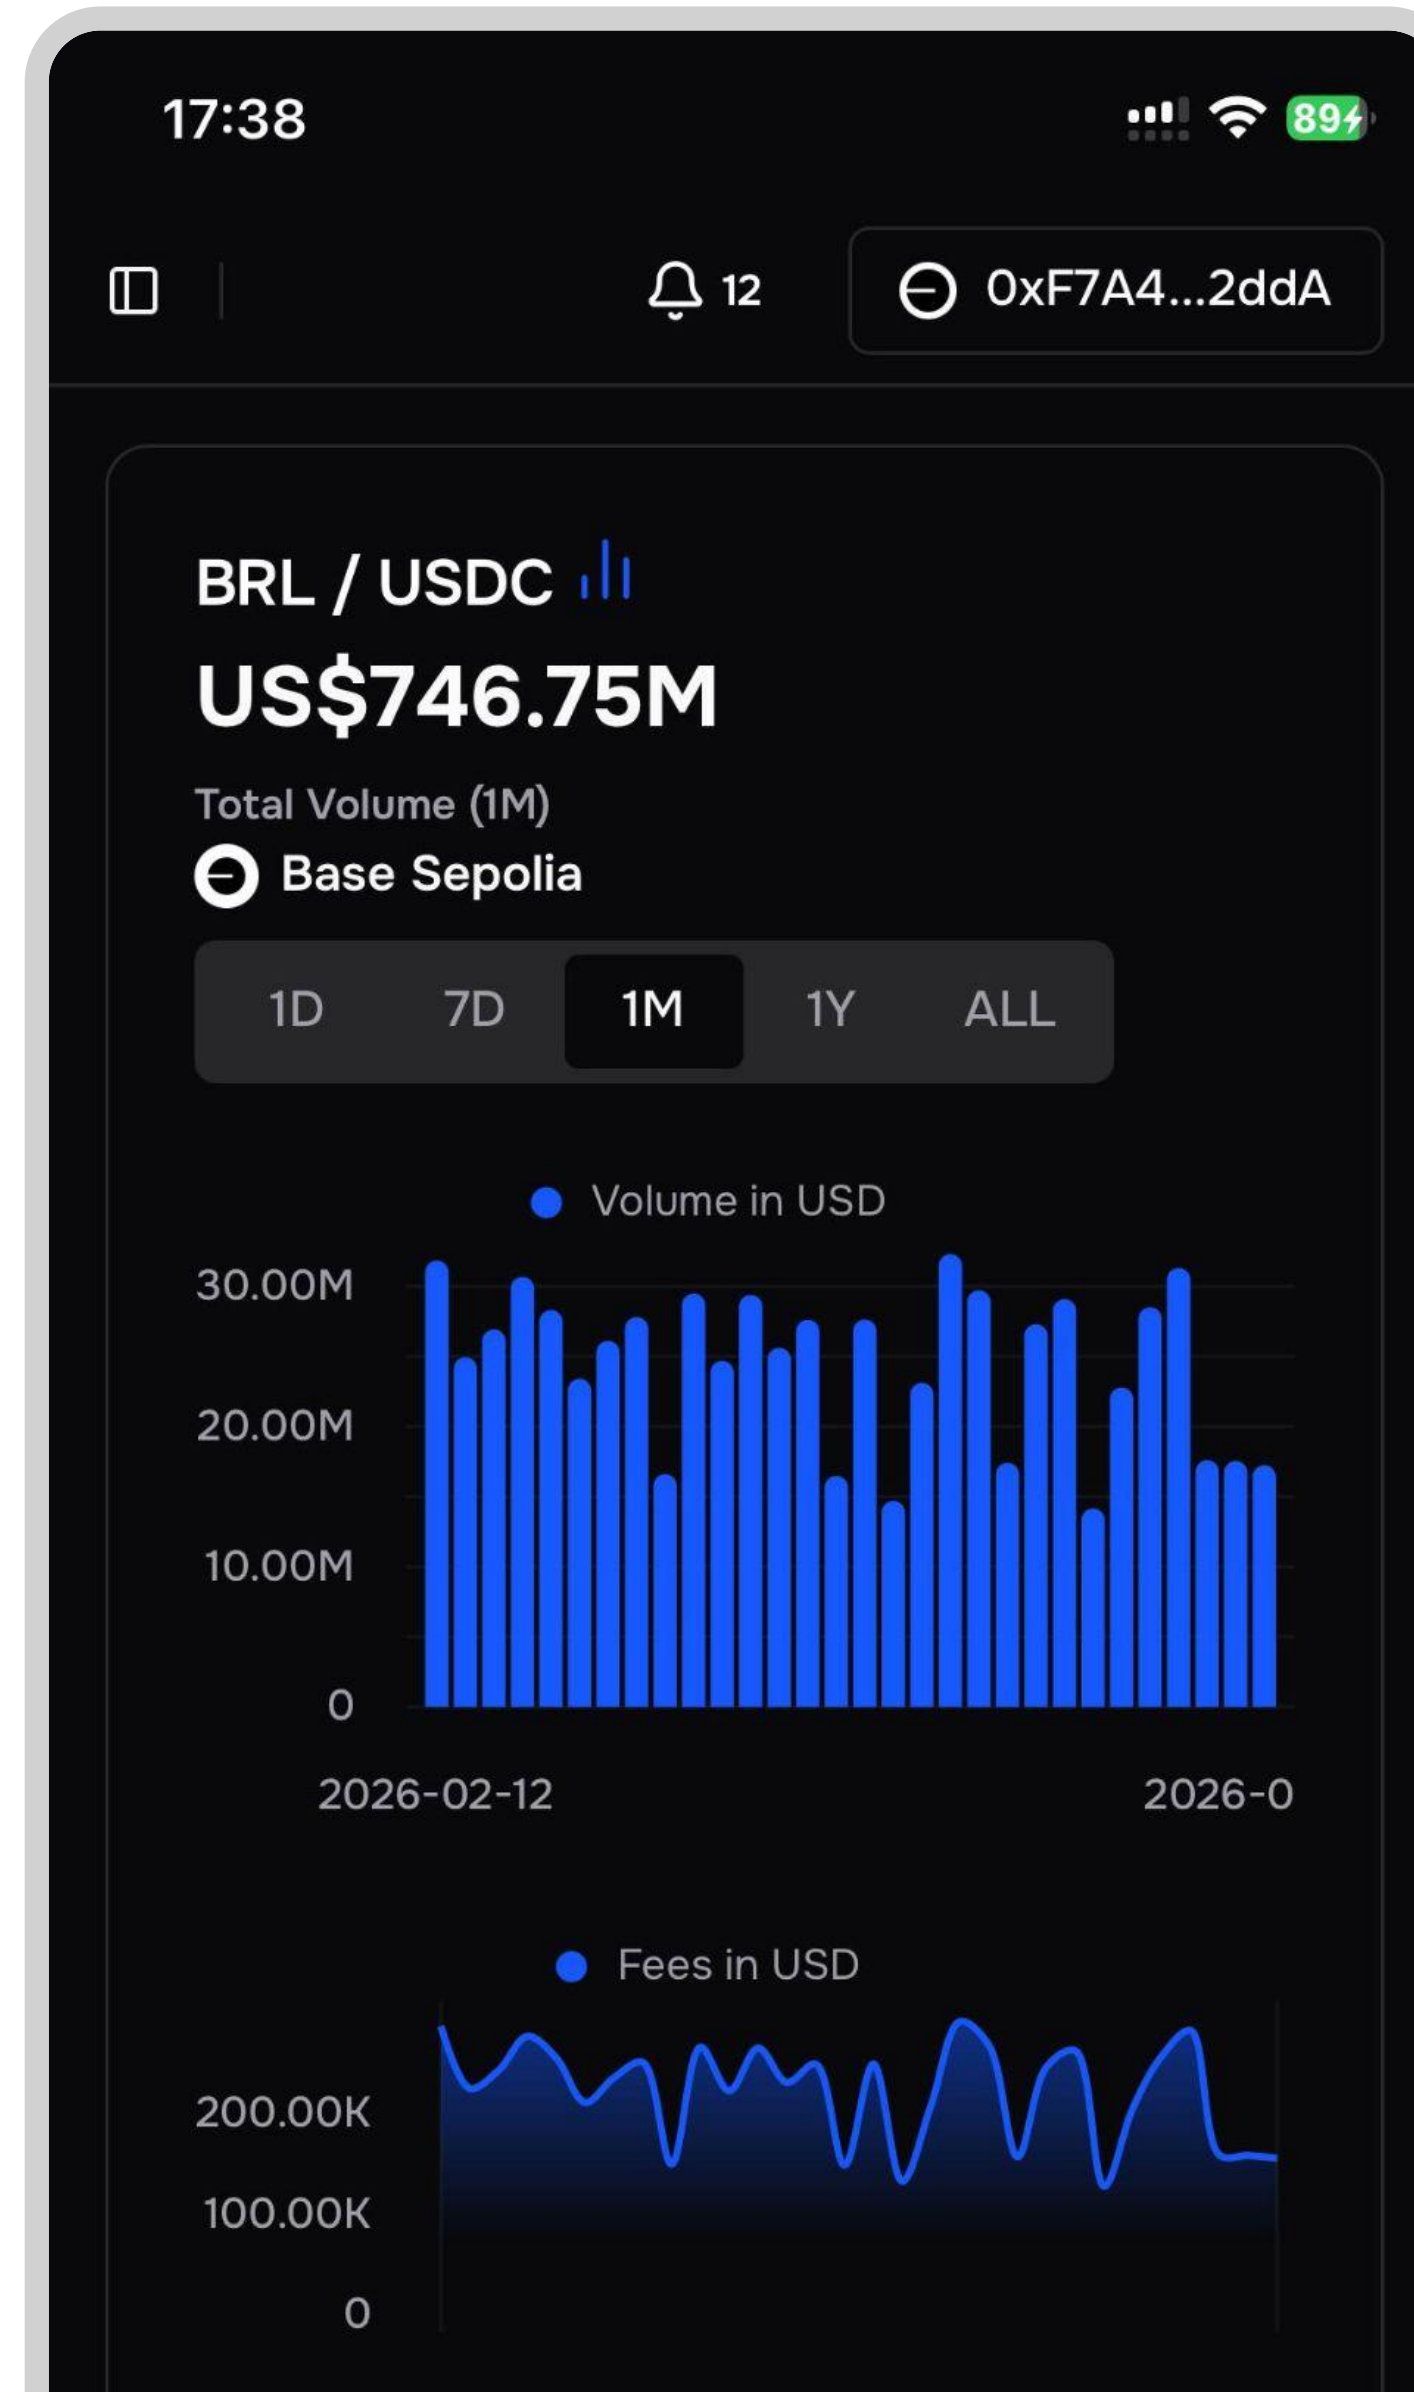 17:38
89
12
0xF7A4...2ddA
BRL / USDC
US$746.75M
Total Volume (1M)
Base Sepolia
1D 7D 1M 1Y ALL
Volume in USD
30.00M
20.00M
10.00M
0
2026-02-12 2026-0
Fees in USD
200.00K
100.00K
0